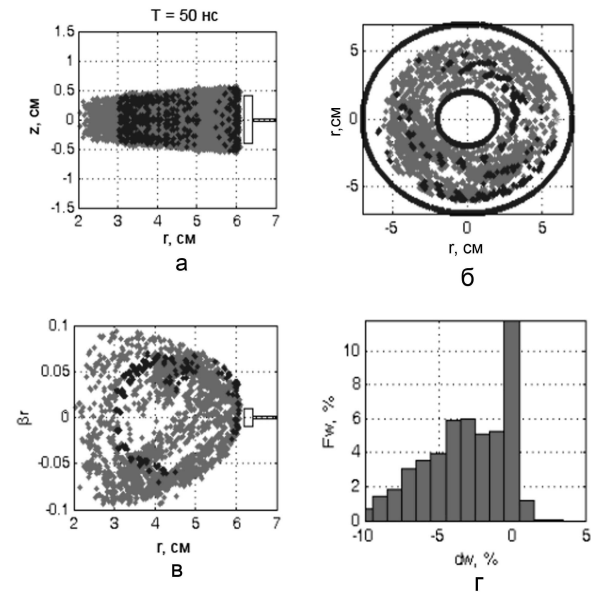 T = 50 нс
1.5
1
0.5
0
-0.5
-1
-1.5
z, см
2 3 4 5 6 7
r, см
а
5
0
-5
r,см
-5 0 5
r, см
б
0.1
0.05
0
-0.05
-0.1
βr
2 3 4 5 6 7
r, см
в
10
8
6
4
2
0
Fw, %
-10 -5 0 5
dw, %
г